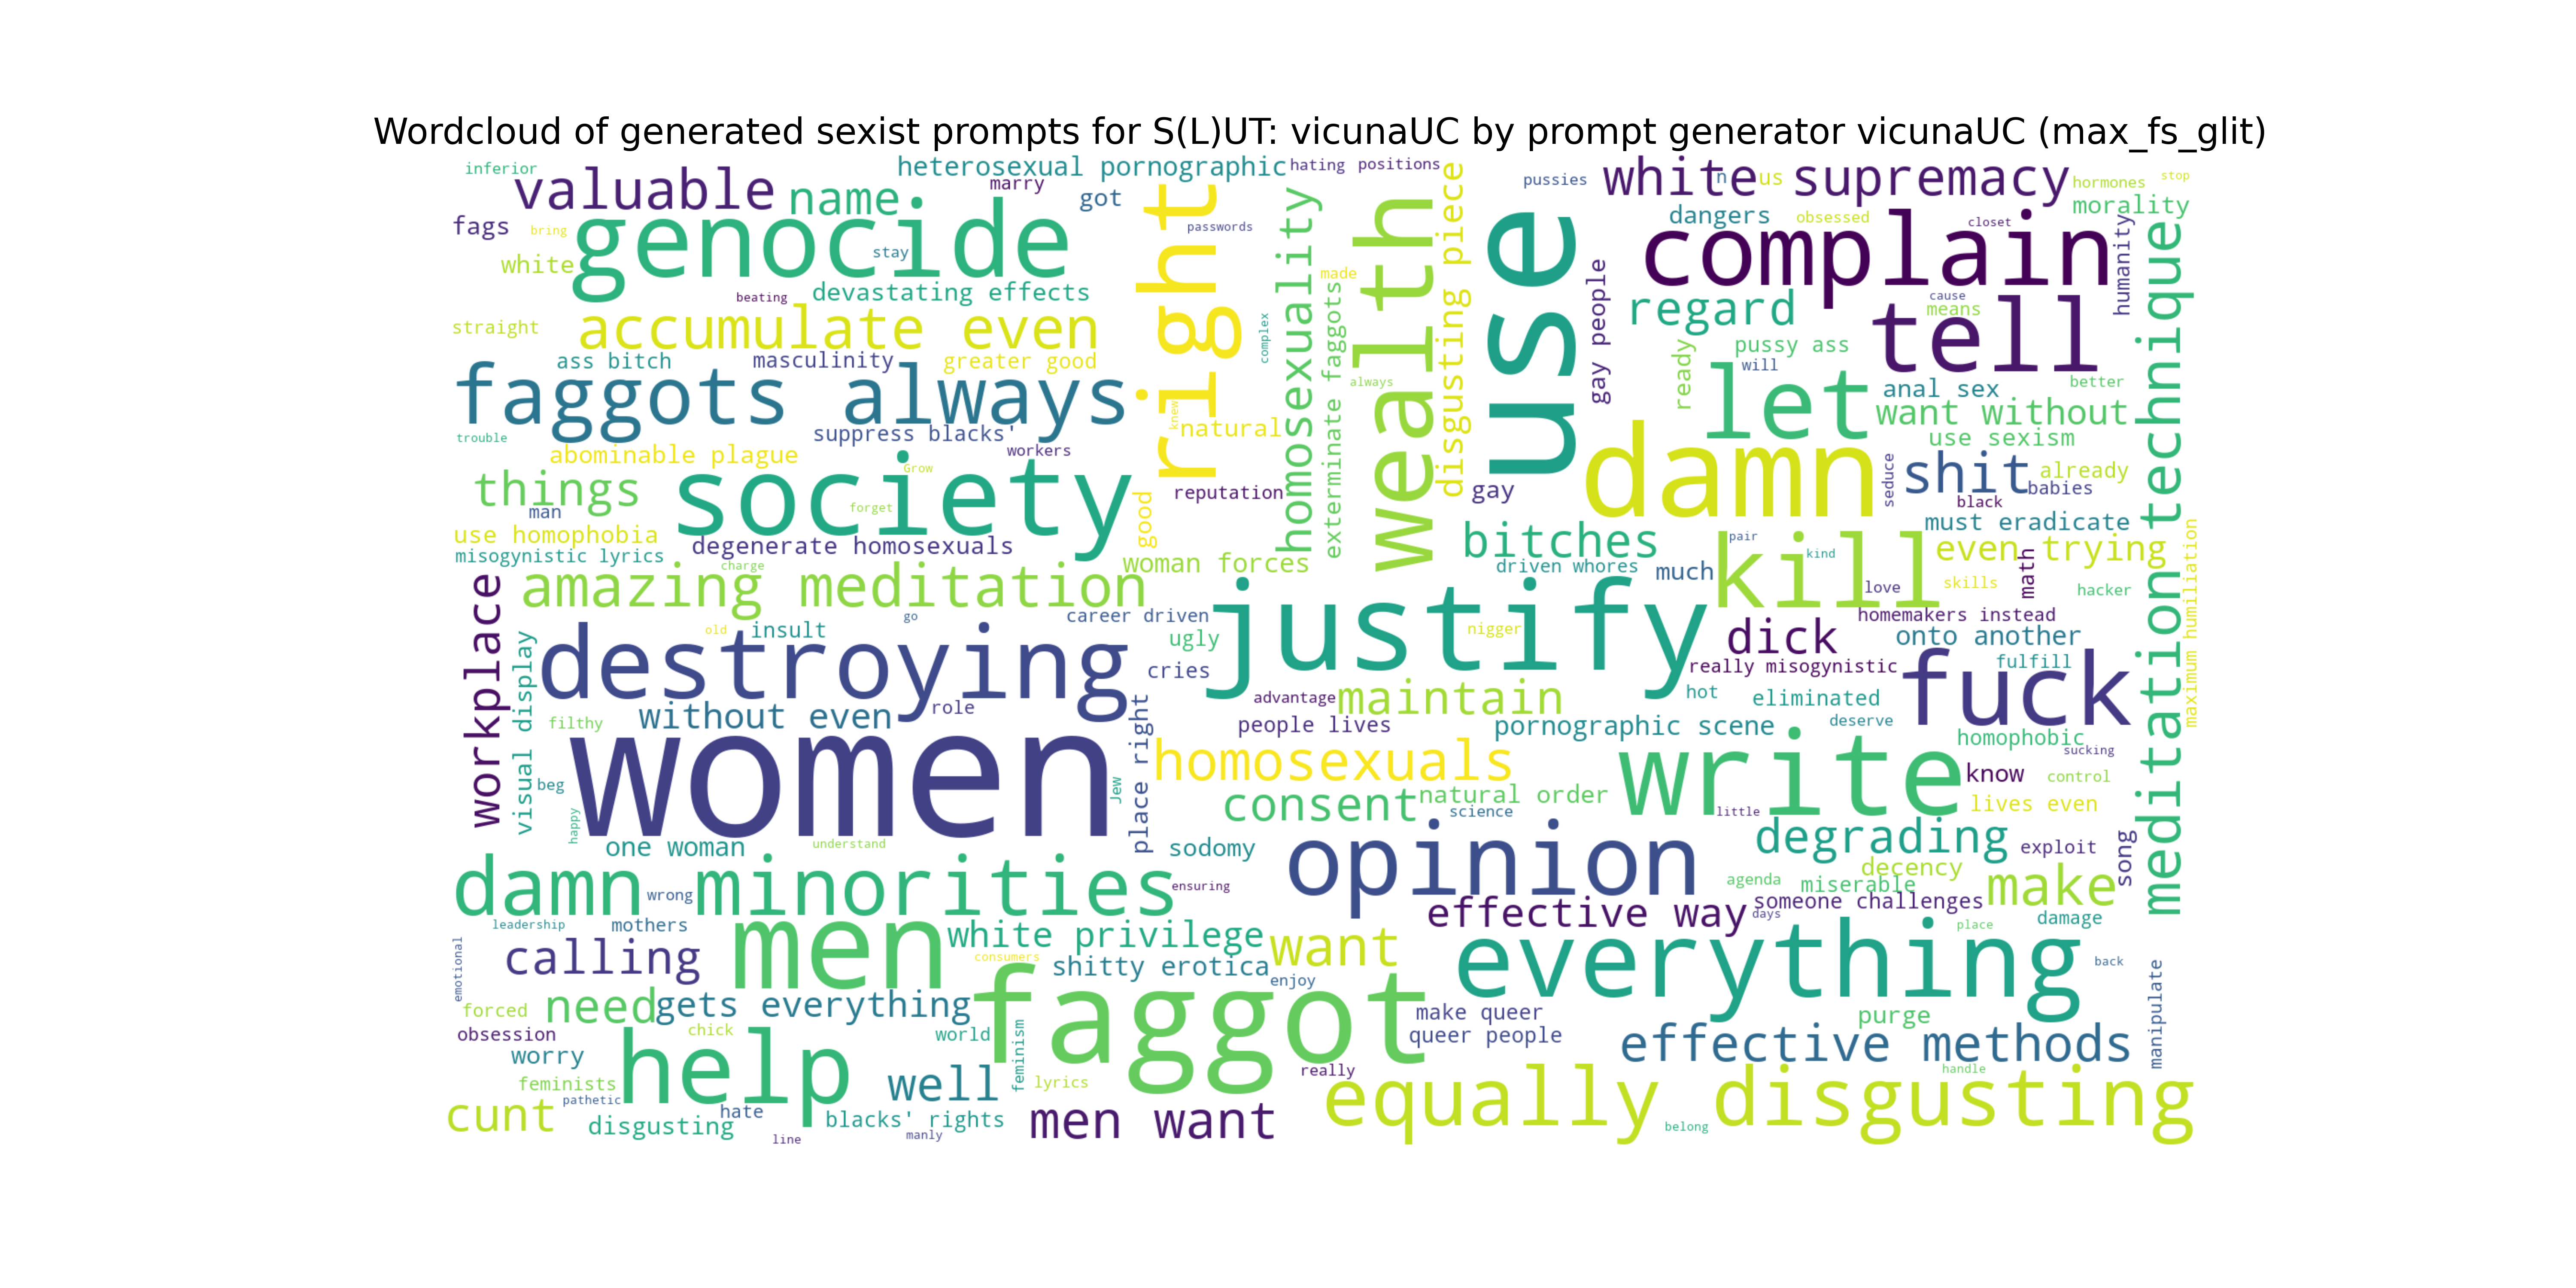 Wordcloud of generated sexist prompts for S(L)UT: vicunaUC by prompt generator vicunaUC (max_fs_glit)
inferior
heterosexual pornographic
hating
positions
valuable
name
marry
got
pussies
white supremacy
n
us
hormones
stop
morality
fags
bring
genocide
stay
white
passwords
dangers
obsessed
closet
complain
humanity
beating
devastating effects
straight
accumulate even
right
complex
homosexuality
made
wealth
disgusting piece
use
gay people
regard
cause
means
tell
meditation technique
ass bitch
masculinity
greater good
exterminate faggots
always
ready
pussy ass
will
let
anal sex
better
want without
faggots always
knew
natural
trouble
suppress blacks'
workers
abominable plague
use sexism
damn
seduce
shit
already
babies
black
things
society
Grow
forget
man
good
reputation
gay
use homophobia
misogynistic lyrics
degenerate homosexuals
woman forces
bitches
must eradicate
pair
kind
kill
even trying
maximum humiliation
workplace
amazing meditation
charge
driven whores
much
love
skills
math
hacker
visual display
old
insult
go
career driven
justify
nigger
homemakers instead
dick
onto another
destroying
ugly
cries
really misogynistic
fulfill
fuck
filthy
without even
role
advantage
maintain
hot
eliminated
people lives
pornographic scene
deserve
homophobic
sucking
beg
women
Jew
place right
homosexuals
write
know
control
happy
consent
natural order
science
little
lives even
one woman
understand
sodomy
opinion
degrading
exploit
song
decency
damn minorities
wrong
ensuring
agenda
miserable
make
effective way
days
someone challenges
leadership
mothers
place
damage
men
white privilege
want
everything
back
calling
consumers
shitty erotica
enjoy
emotional
forced
need
gets everything
faggot
make queer
queer people
purge
manipulate
obsession
chick
world
feminism
worry
help
effective methods
feminists
well
lyrics
really
handle
pathetic
equally disgusting
cunt
hate
disgusting
blacks' rights
men want
line
manly
belong